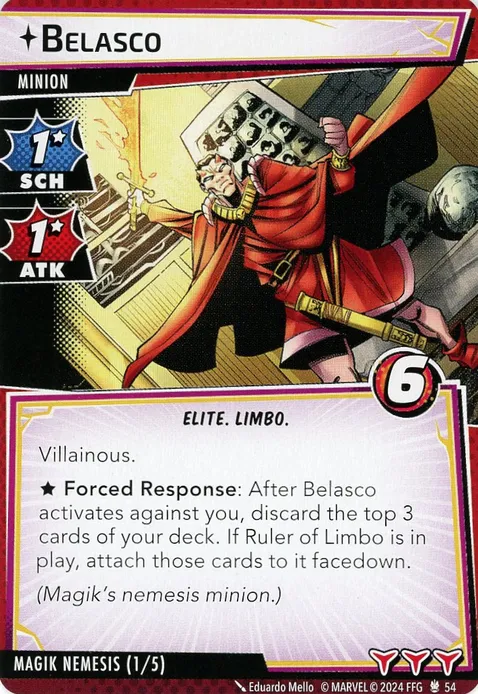 BELASCO
MINION
1★
SCH
1★
ATK
6
ELITE. LIMBO.
Villainous.
★ Forced Response: After Belasco
activates against you, discard the top 3
cards of your deck. If Ruler of Limbo is in
play, attach those cards to it facedown.
(Magik's nemesis minion.)
MAGIK NEMESIS (1/5)
Eduardo Mello © MARVEL © 2024 FFG 54